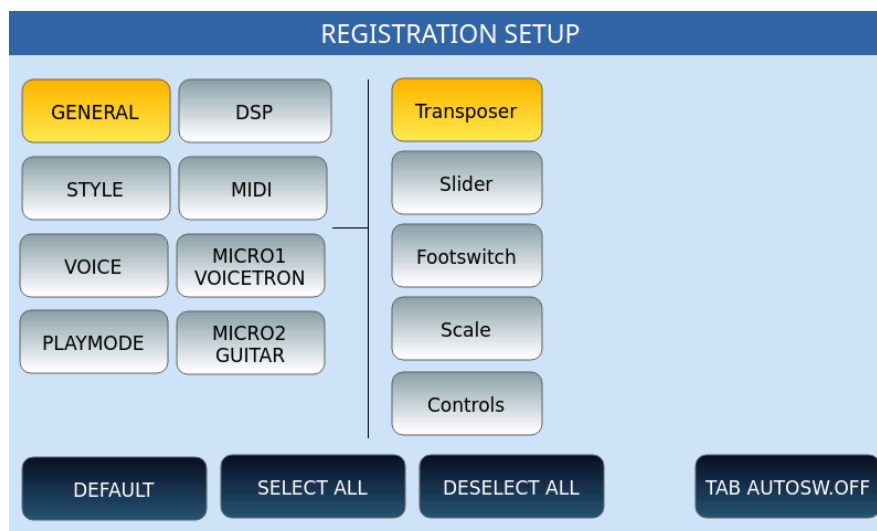 REGISTRATION SETUP
GENERAL
DSP
STYLE
MIDI
VOICE
MICRO1
VOICETRON
PLAYMODE
MICRO2
GUITAR
Transposer
Slider
Footswitch
Scale
Controls
DEFAULT
SELECT ALL
DESELECT ALL
TAB AUTOSW.OFF